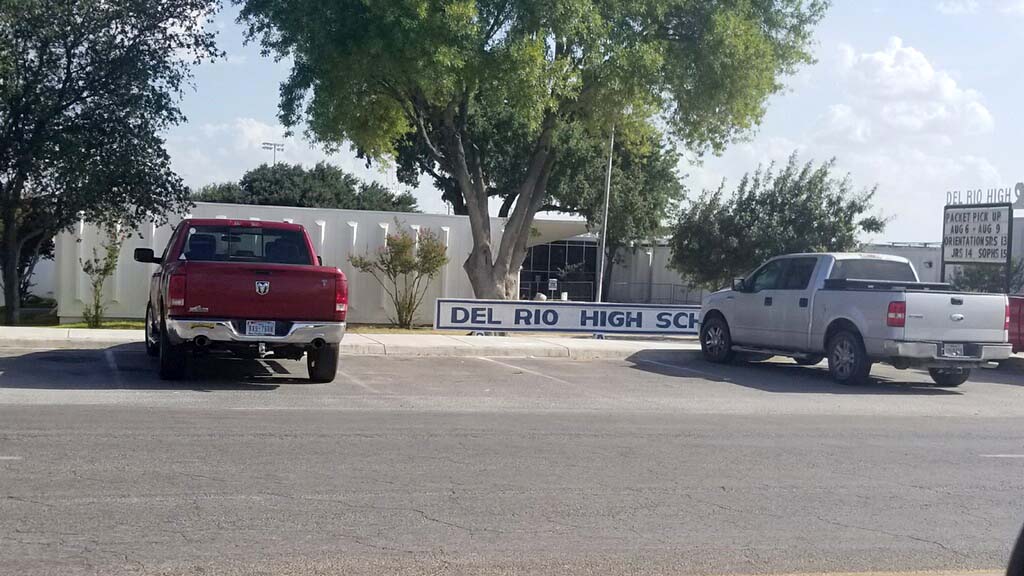 DEL RIO HIGH
PACKET PICK UP
AUG 6 - AUG 9
ORIENTATION SRS 13
JRS 14 SOPHS 15
DEL RIO HIGH SCH